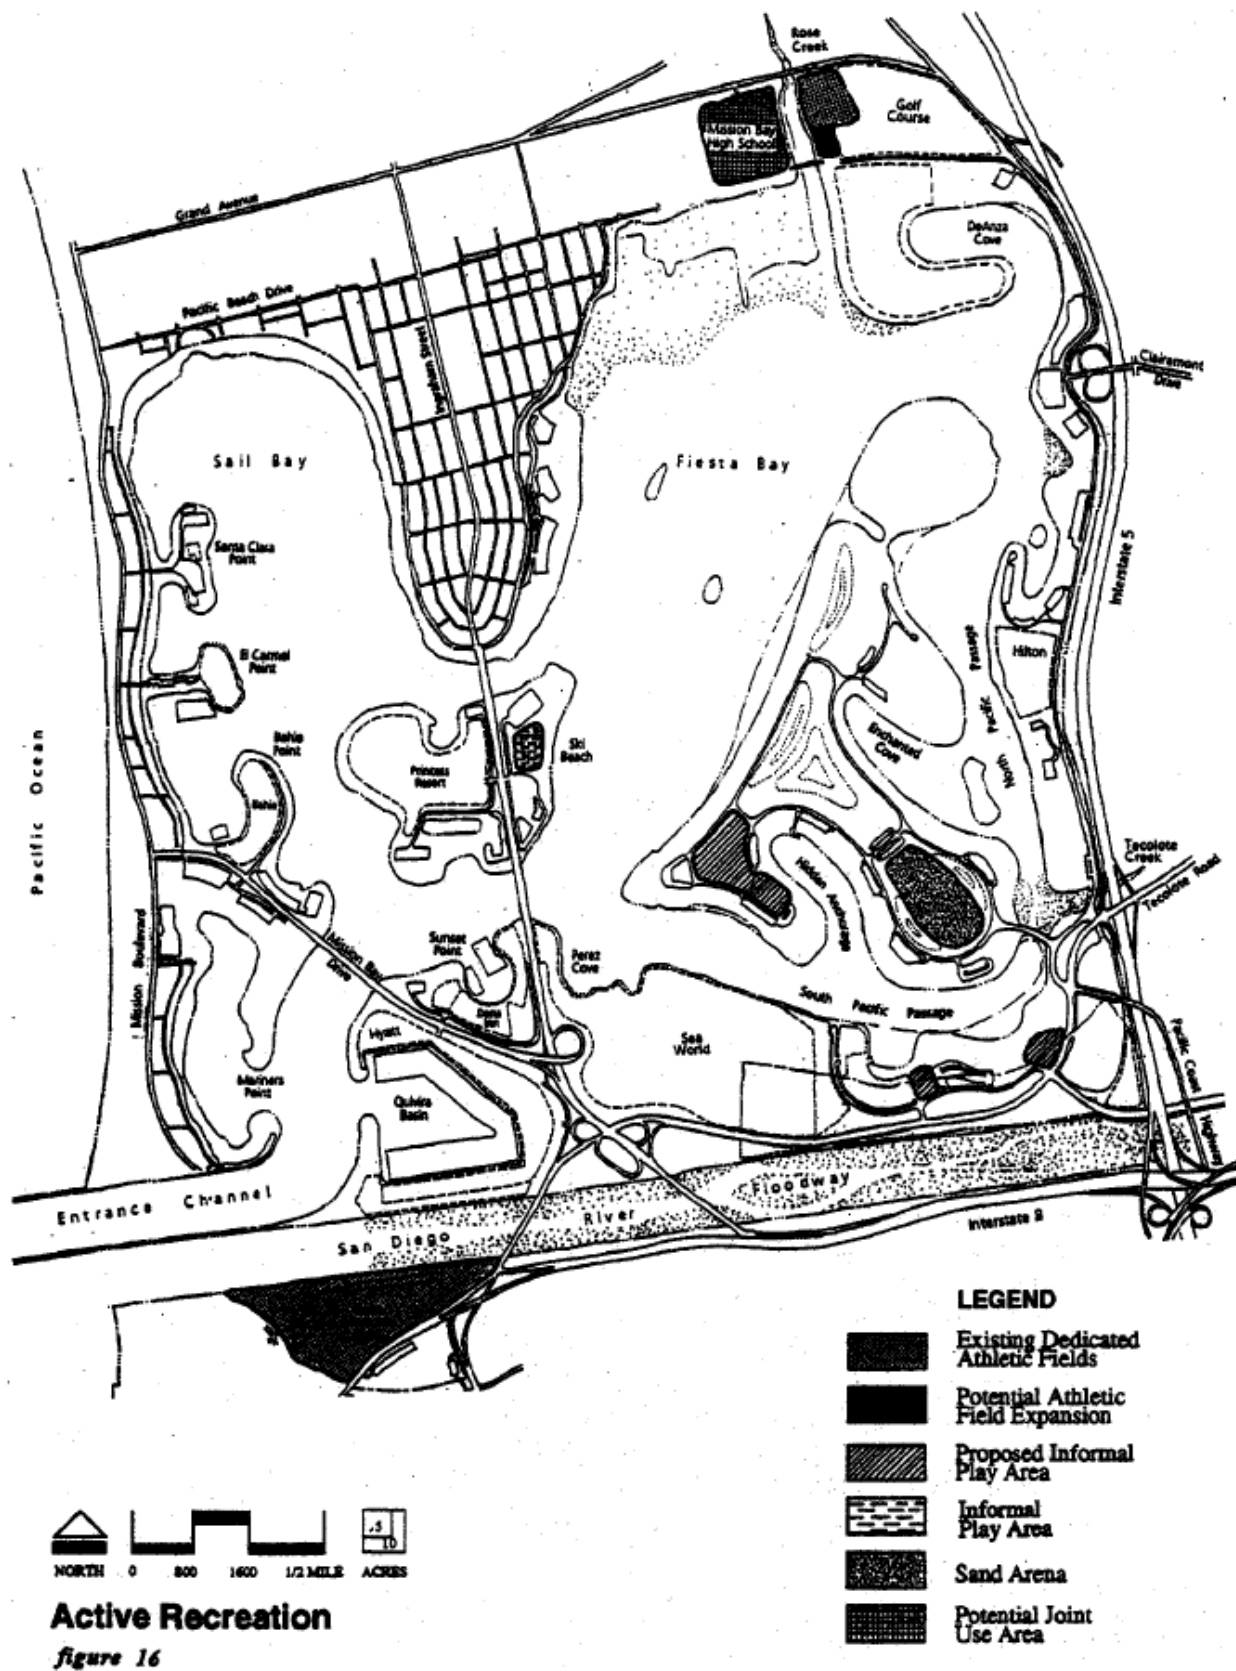 Rose
Creek
Golf
Course
Mission Bay
High School
Grand Avenue
DeAnza
Cove
Pacific Beach Drive
Ingraham Street
Clairemont
Drive
Sail Bay
Fiesta Bay
Santa Clara
Point
Interstate 5
El Carmel
Point
Hilton
North Pacific Passage
Pacific Ocean
Bahia
Point
Ski
Beach
Enchanted
Cove
Princess
Resort
Bahia
Tecolote
Creek
Tecolote Road
Hidden Anchorage
Mission Boulevard
Sunset
Point
Mission Bay
Drive
Perez
Cove
South Pacific Passage
Dana
Inn
Hyatt
Sea
World
Pacific Coast Highway
Mariners
Point
Quivira
Basin
Entrance Channel
San Diego River Floodway
Interstate 8
LEGEND
Existing Dedicated
Athletic Fields
Potential Athletic
Field Expansion
Proposed Informal
Play Area
Informal
Play Area
Sand Arena
Potential Joint
Use Area
.5
10
NORTH 0 800 1600 1/2 MILE ACRES
Active Recreation
figure 16